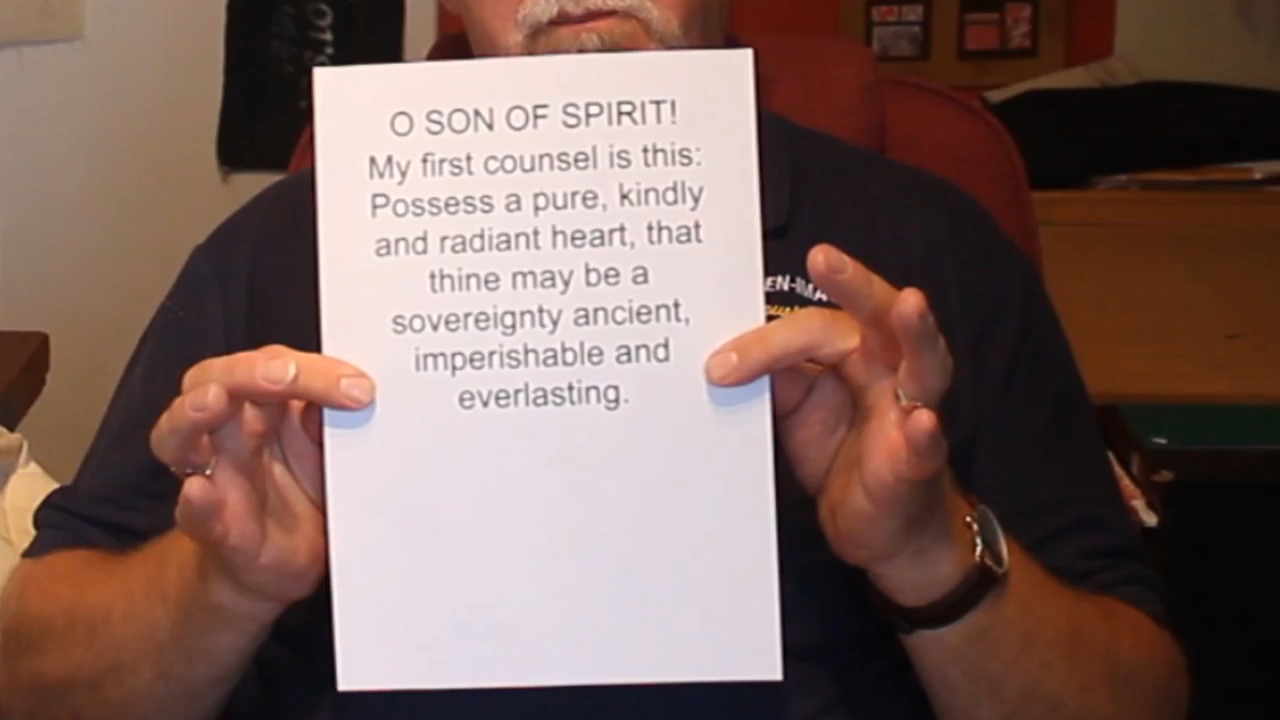 O SON OF SPIRIT!
My first counsel is this:
Possess a pure, kindly
and radiant heart, that
thine may be a
sovereignty ancient,
imperishable and
everlasting.